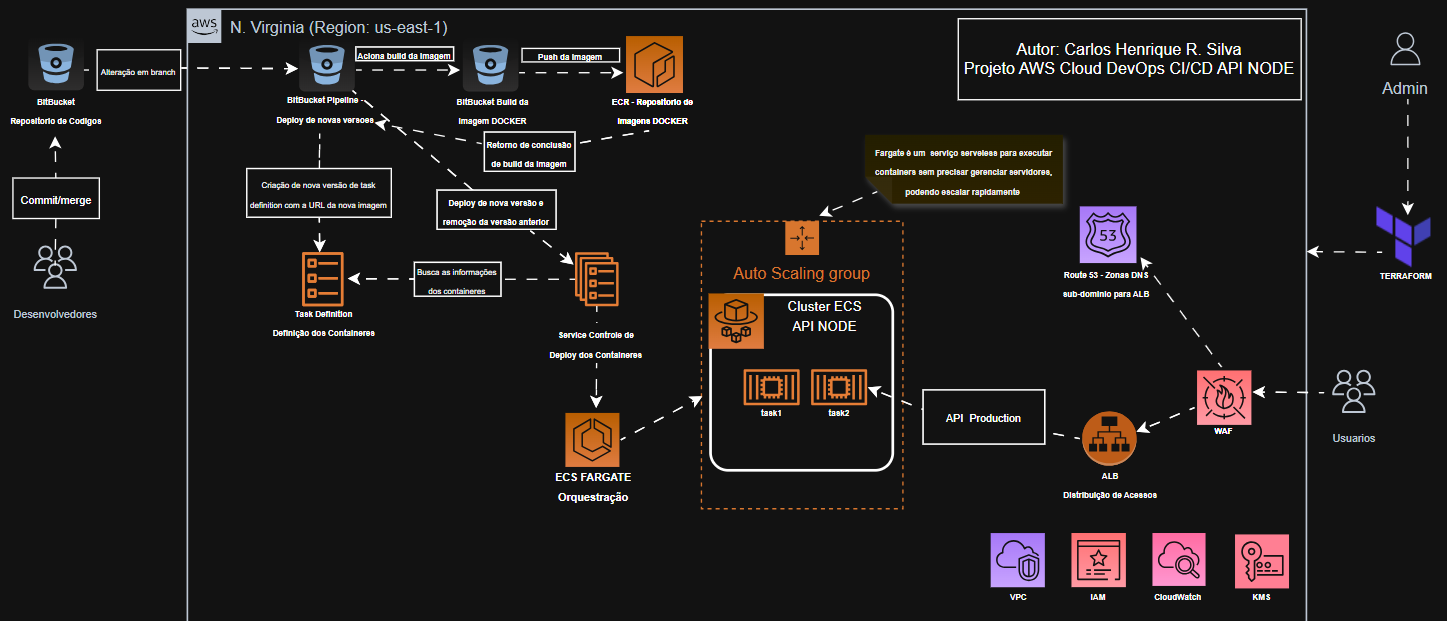 aws
N. Virginia (Region: us-east-1)
Autor: Carlos Henrique R. Silva
Projeto AWS Cloud DevOps CI/CD API NODE
BitBucket
Repositorio de Codigos
Alteração em branch
Commit/merge
Desenvolvedores
BitBucket Pipeline -
Deploy de novas versões
Aciona build da Imagem
BitBucket Build da
Imagem DOCKER
Push da Imagem
ECR - Repositorio de
Imagens DOCKER
Retorno de conclusão
de build da Imagem
Criação de nova versão de task
definition com a URL da nova imagem
Deploy de nova versão e
remoção da versão anterior
Task Definition
Definição dos Containeres
Busca as informações
dos containeres
Service Controle de
Deploy dos Containeres
ECS FARGATE
Orquestração
Fargate é um serviço serveless para executar
containers sem precisar gerenciar servidores,
podendo escalar rapidamente
Auto Scaling group
Cluster ECS
API NODE
task1
task2
API Production
ALB
Distribuição de Acessos
53
Route 53 - Zonas DNS
sub-dominio para ALB
WAF
Admin
TERRAFORM
Usuarios
VPC
IAM
CloudWatch
KMS